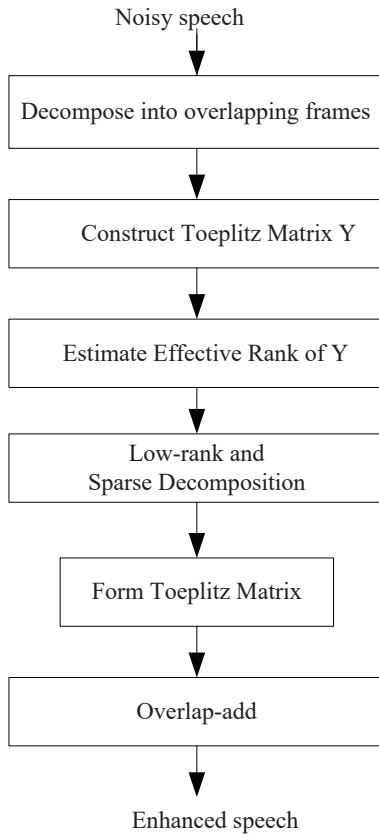 Noisy speech
Decompose into overlapping frames
Construct Toeplitz Matrix Y
Estimate Effective Rank of Y
Low-rank and
Sparse Decomposition
Form Toeplitz Matrix
Overlap-add
Enhanced speech